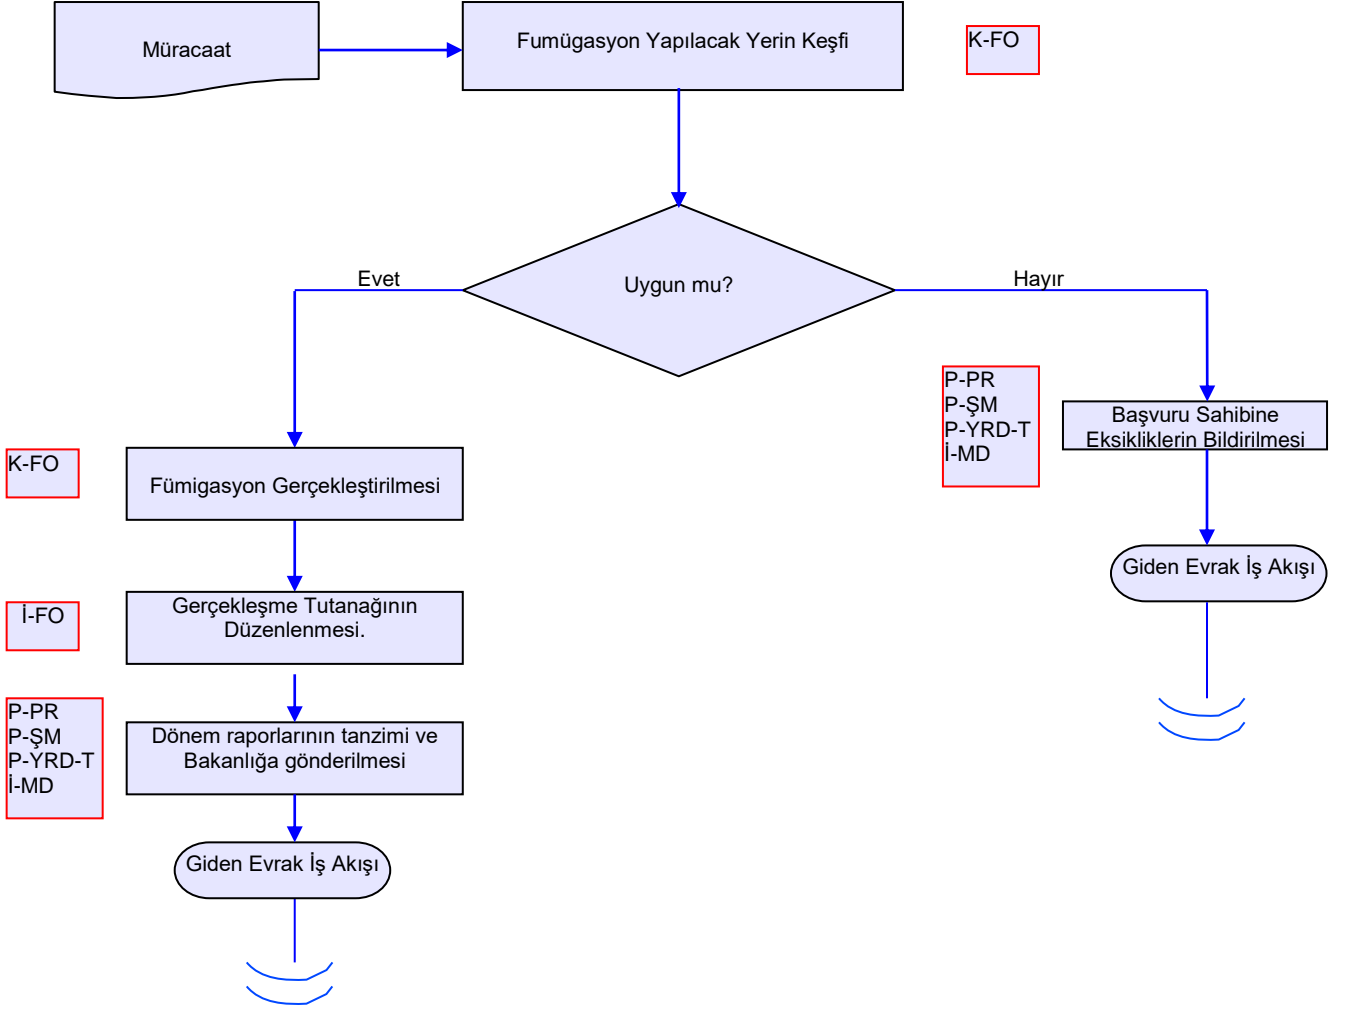 Müracaat
Fumügasyon Yapılacak Yerin Keşfi
K-FO
Uygun mu?
Evet
Hayır
P-PR
P-ŞM
P-YRD-T
İ-MD
Başvuru Sahibine
Eksikliklerin Bildirilmesi
Giden Evrak İş Akışı
K-FO
Fümigasyon Gerçekleştirilmesi
İ-FO
Gerçekleşme Tutanağının
Düzenlenmesi.
P-PR
P-ŞM
P-YRD-T
İ-MD
Dönem raporlarının tanzimi ve
Bakanlığa gönderilmesi
Giden Evrak İş Akışı